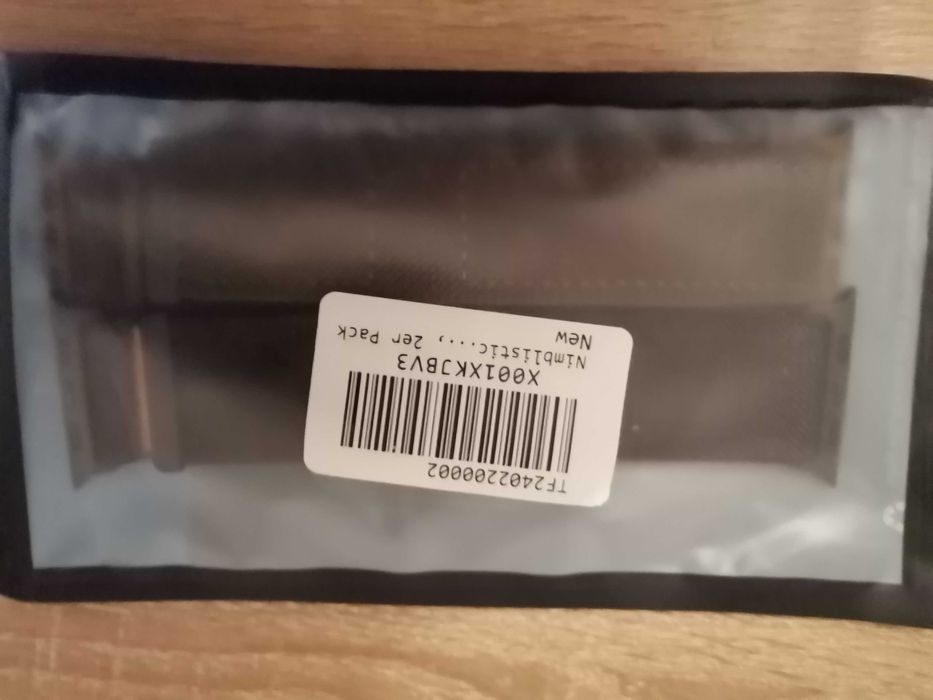 TF2402200002
X001XKJBV3
Nimblistic..., 2er Pack
New